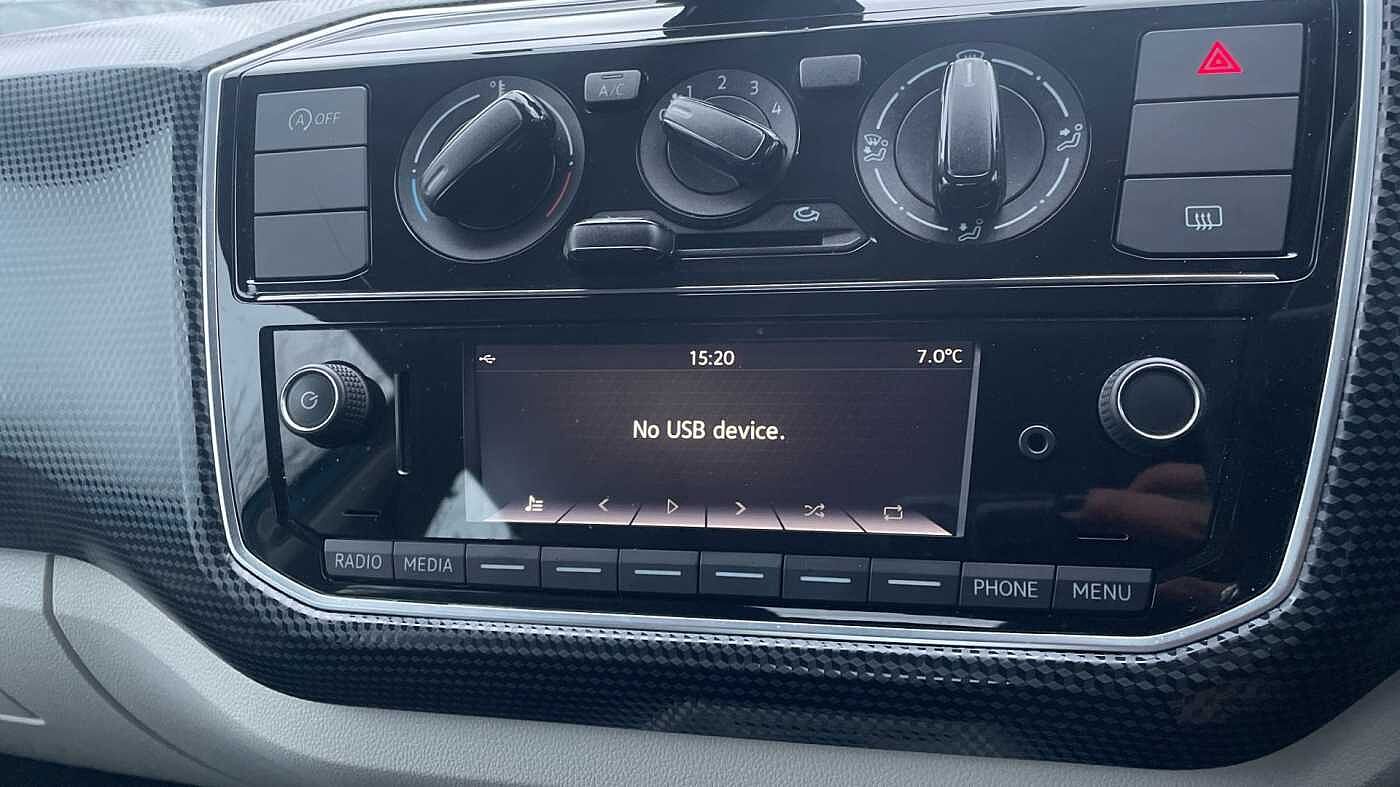 A OFF
A/C
1 2 3 4
15:20 7.0°C
No USB device.
RADIO MEDIA PHONE MENU